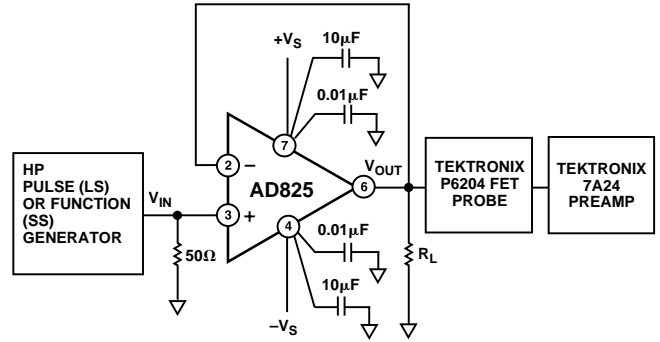 +VS
10μF
0.01μF
7
2
−
AD825
6
VOUT
TEKTRONIX
P6204 FET
PROBE
TEKTRONIX
7A24
PREAMP
HP
PULSE (LS)
OR FUNCTION
(SS)
GENERATOR
VIN
3
+
4
50Ω
0.01μF
10μF
−VS
RL